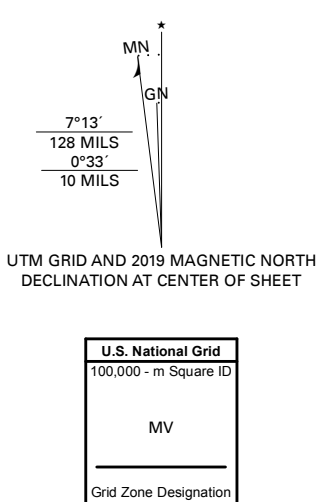 ★
MN
GN
7°13´
128 MILS
0°33´
10 MILS
UTM GRID AND 2019 MAGNETIC NORTH
DECLINATION AT CENTER OF SHEET
U.S. National Grid
100,000 - m Square ID
MV
Grid Zone Designation